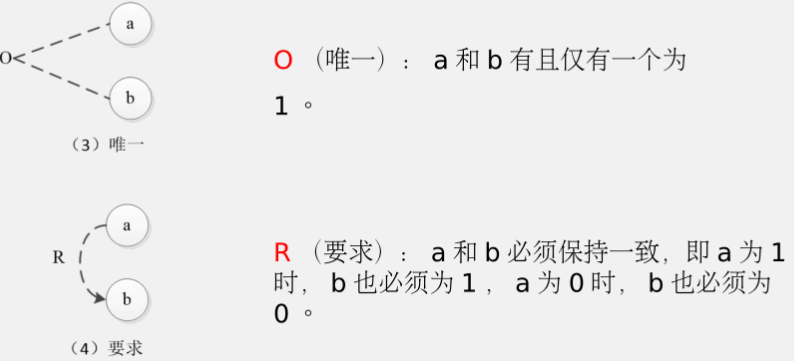 a
O
b
（3）唯一
O （唯一）： a 和 b 有且仅有一个为
1 。
a
R
b
（4）要求
R （要求）： a 和 b 必须保持一致，即 a 为 1
时， b 也必须为 1 ， a 为 0 时， b 也必须为
0 。